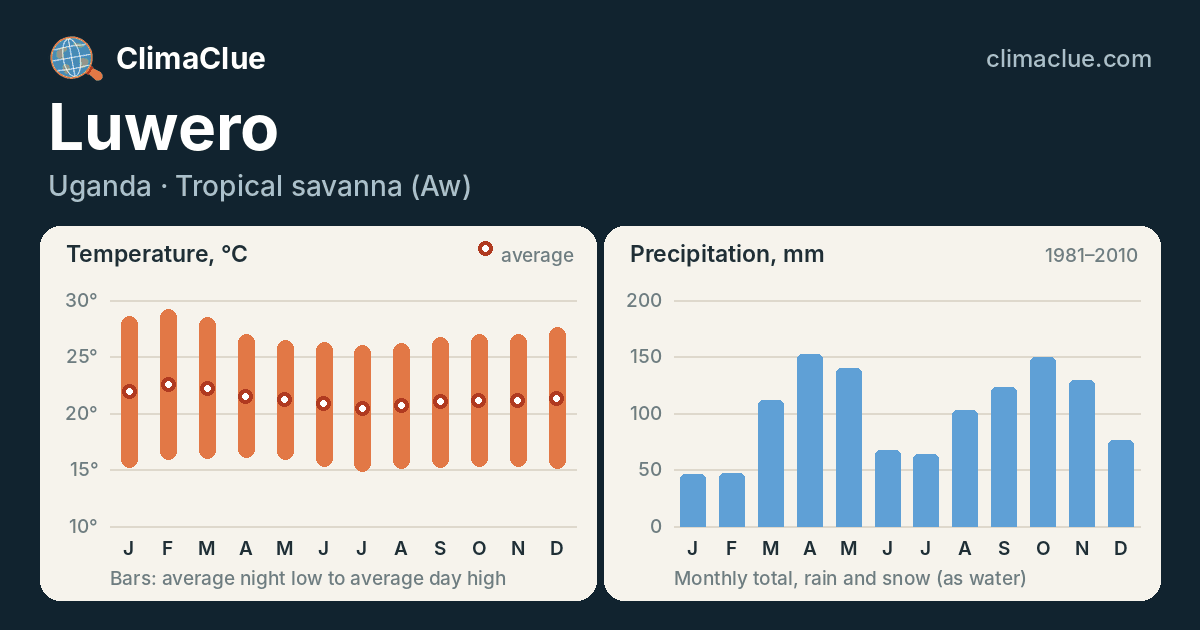 ClimaClue
climaclue.com
Luwero
Uganda · Tropical savanna (Aw)
Temperature, °C
average
30°
25°
20°
15°
10°
J F M A M J J A S O N D
Bars: average night low to average day high
Precipitation, mm
1981–2010
200
150
100
50
0
J F M A M J J A S O N D
Monthly total, rain and snow (as water)